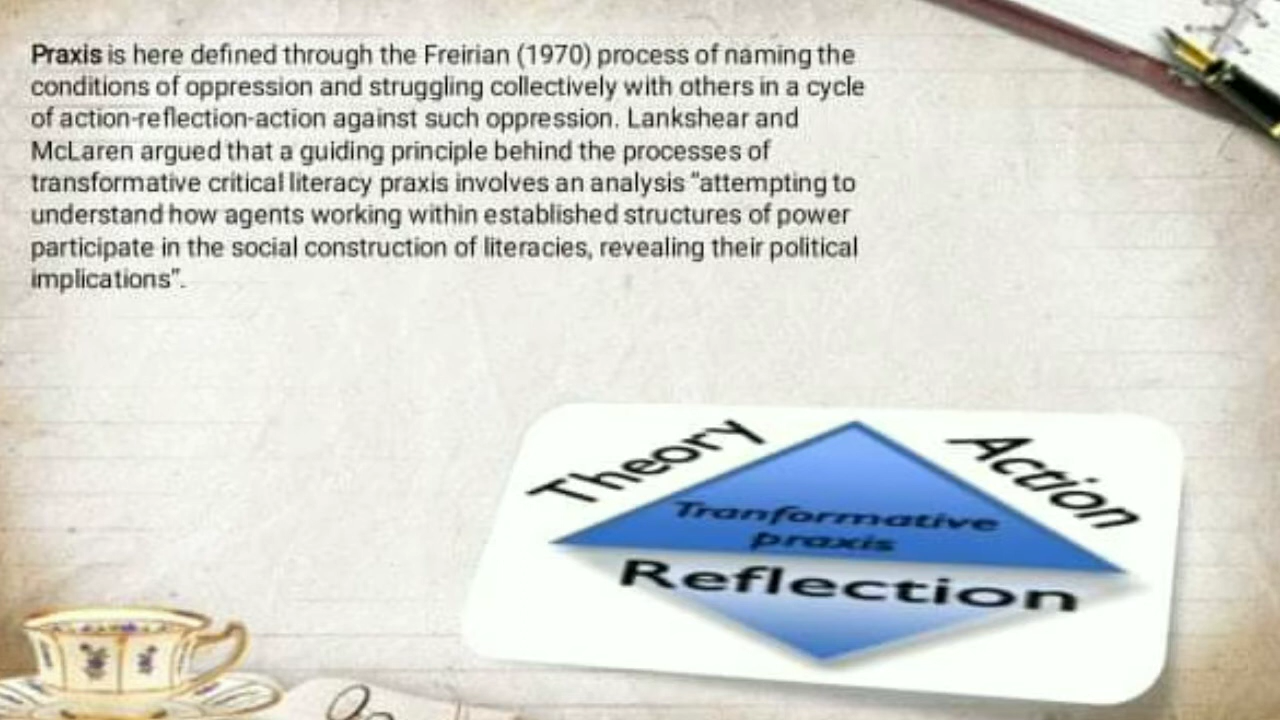 Praxis is here defined through the Freirian (1970) process of naming the
conditions of oppression and struggling collectively with others in a cycle
of action-reflection-action against such oppression. Lankshear and
McLaren argued that a guiding principle behind the processes of
transformative critical literacy praxis involves an analysis “attempting to
understand how agents working within established structures of power
participate in the social construction of literacies, revealing their political
implications”.
Theory
Action
Tranformative
praxis
Reflection